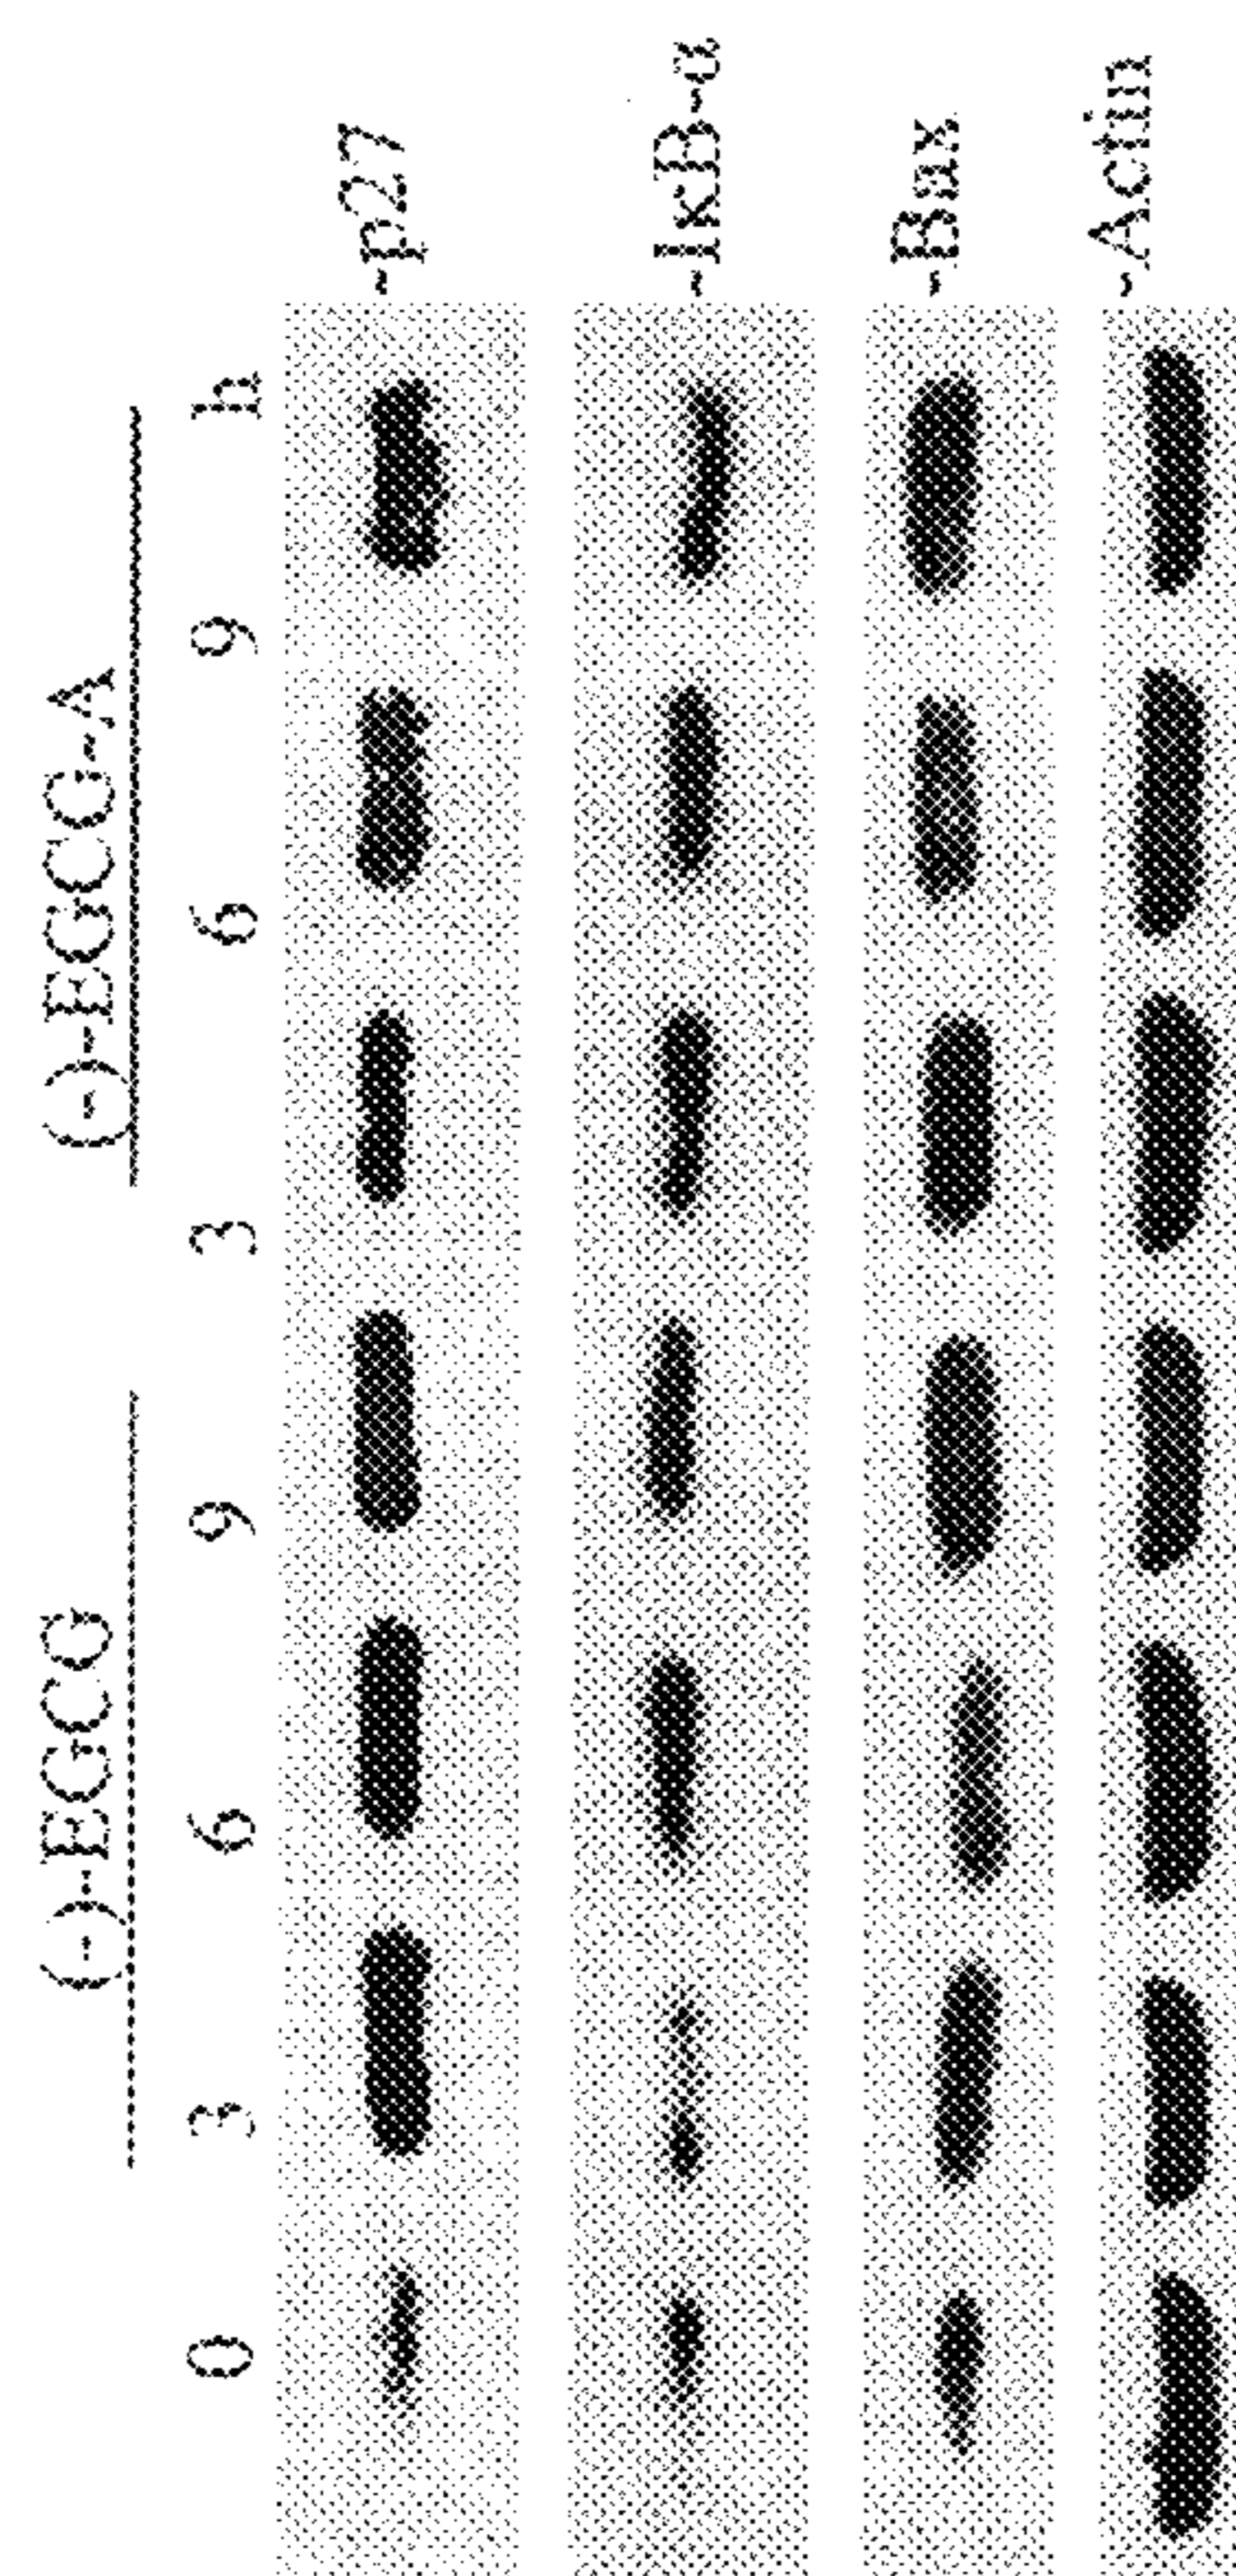 (-)-EGCG (-)-EGCG-A
0 3 6 9 3 6 9 h
-p27
-IκB-α
-Bax
-Actin